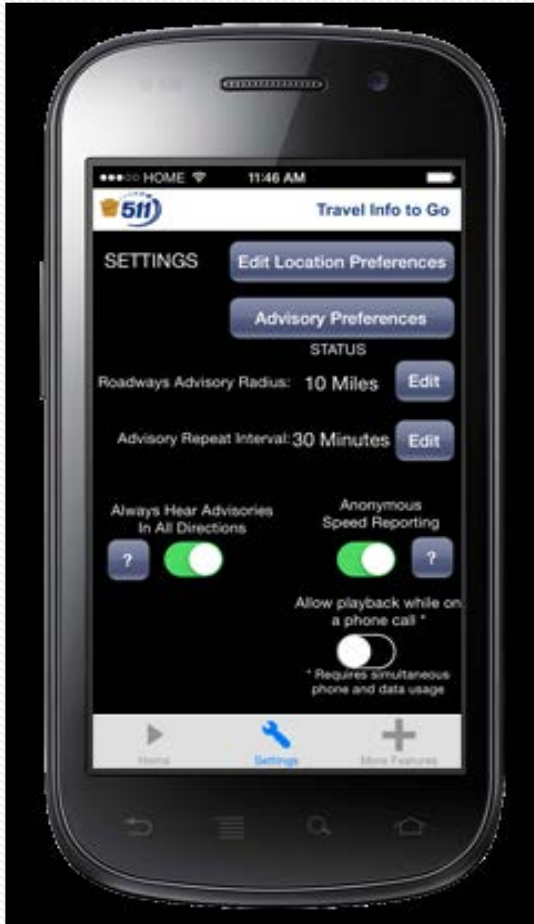 HOME 11:46 AM
511 Travel Info to Go
SETTINGS Edit Location Preferences
Advisory Preferences
STATUS
Roadways Advisory Radius: 10 Miles Edit
Advisory Repeat Interval: 30 Minutes Edit
Always Hear Advisories
In All Directions
?
Anonymous
Speed Reporting
?
Allow playback while on
a phone call *
* Requires simultaneous
phone and data usage
Home Settings More Features